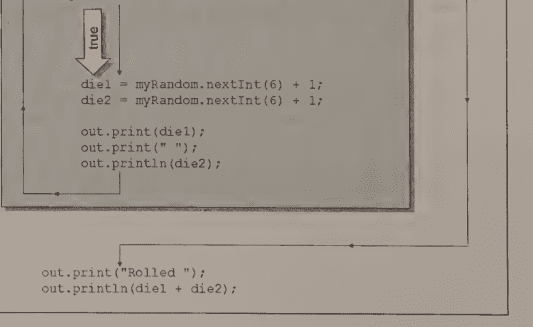 true
die1 = myRandom.nextInt(6) + 1;
die2 = myRandom.nextInt(6) + 1;
out.print(die1);
out.print(" ");
out.println(die2);
out.print("Rolled ");
out.println(die1 + die2);